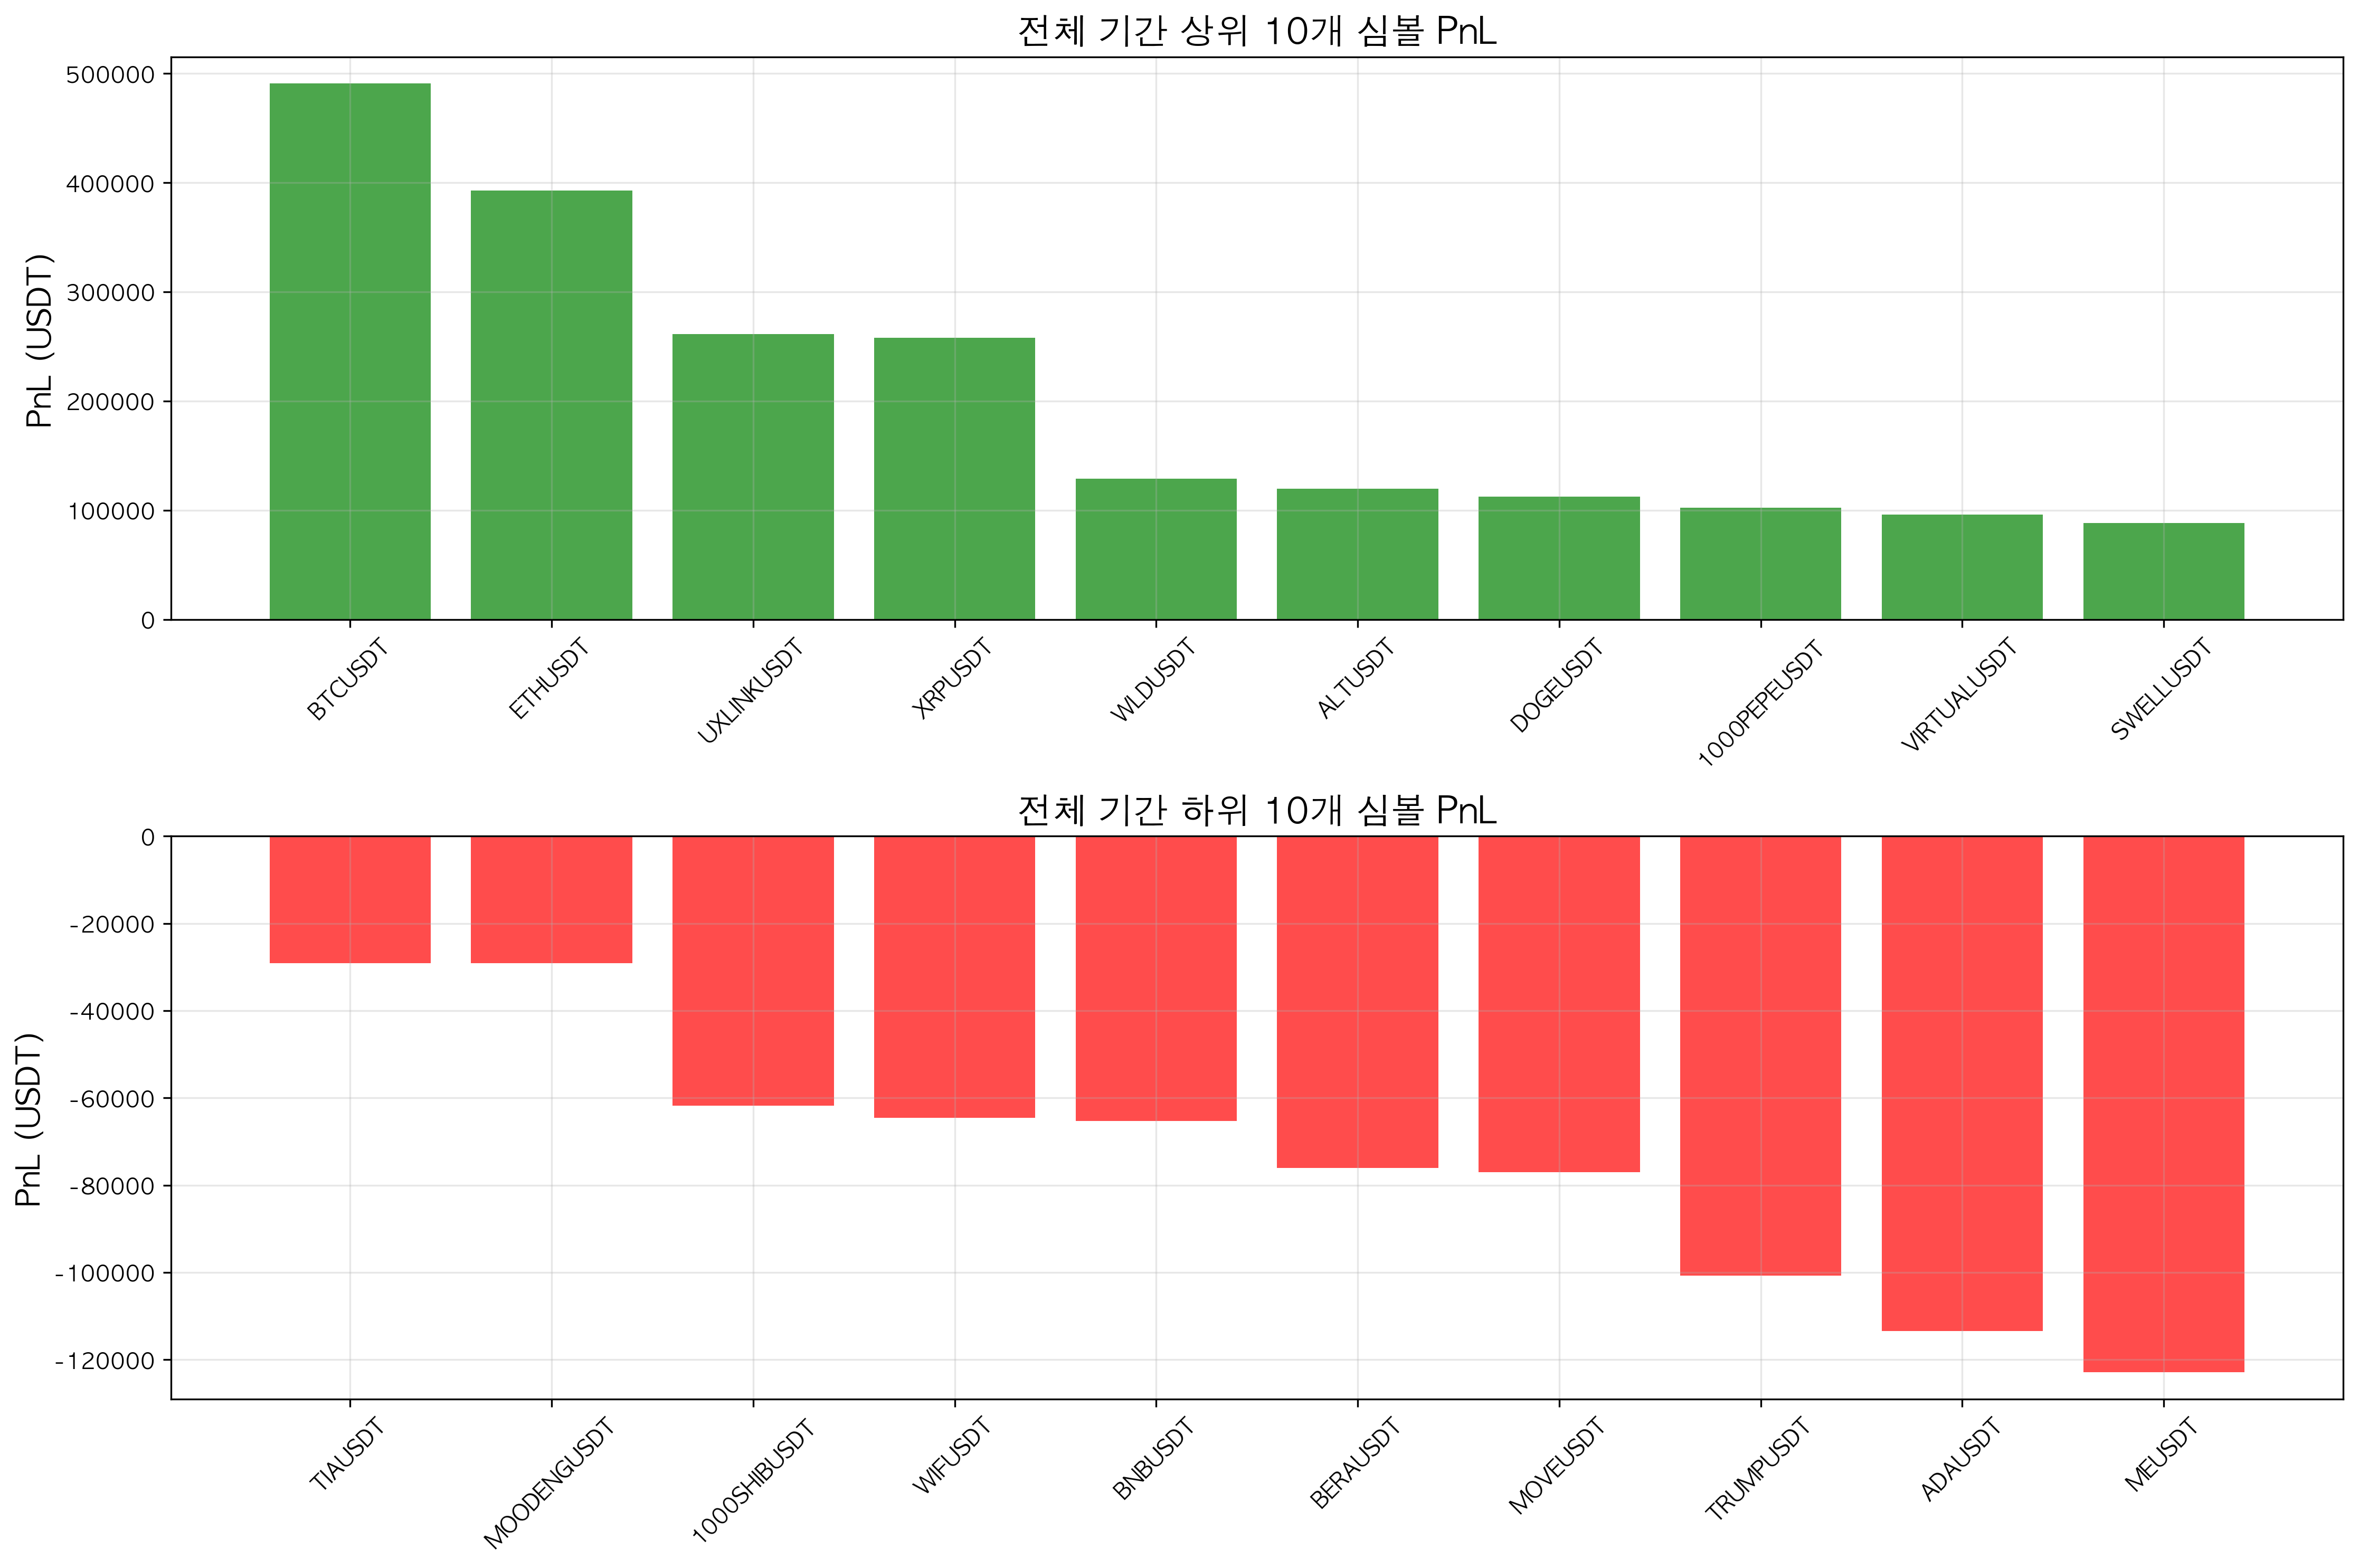 전체 기간 상위 10개 심볼 PnL
PnL (USDT)
500000
400000
300000
200000
100000
0
BTCUSDT
ETHUSDT
UXLINKUSDT
XRPUSDT
WLDUSDT
ALTUSDT
DOGEUSDT
1000PEPEUSDT
VIRTUALUSDT
SWELLUSDT
전체 기간 하위 10개 심볼 PnL
PnL (USDT)
0
-20000
-40000
-60000
-80000
-100000
-120000
TIAUSDT
MOODENGUSDT
1000SHIBUSDT
WIFUSDT
BNBUSDT
BERAUSDT
MOVEUSDT
TRUMPUSDT
ADAUSDT
MEUSDT